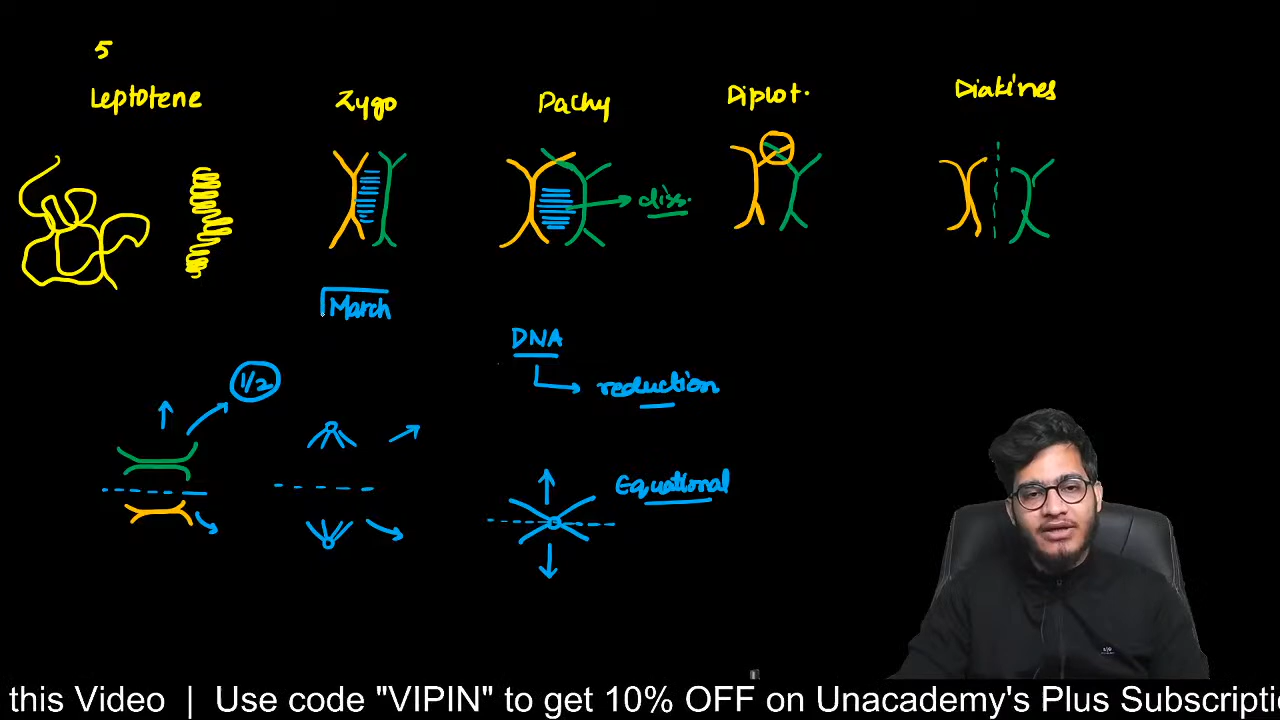 5
Leptotene
Zygo
Pachy
Diplot.
Diakines
diss.
March
DNA
reduction
1/2
Equational
this Video | Use code "VIPIN" to get 10% OFF on Unacademy's Plus Subscripti